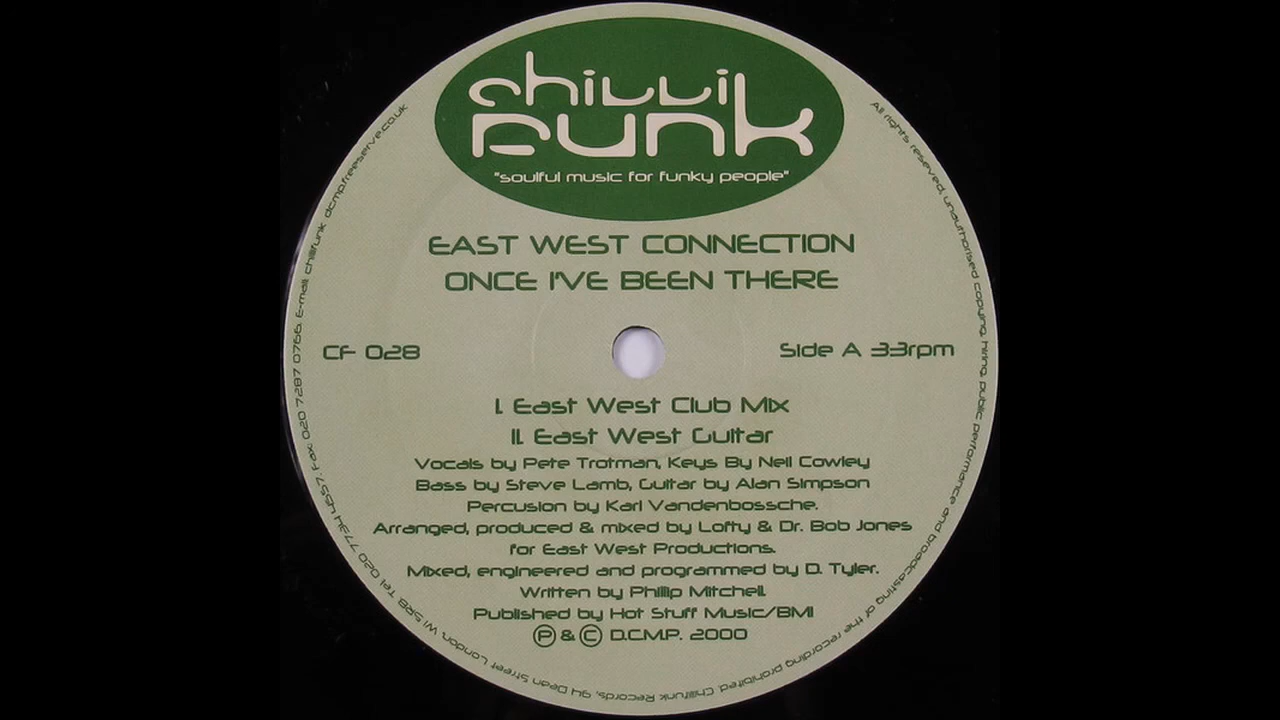 chilli
funk
"soulful music for funky people"
EAST WEST CONNECTION
ONCE I'VE BEEN THERE
CF 028
Side A 33rpm
I. East West Club Mix
II. East West Guitar
Vocals by Pete Trotman, Keys By Neil Cowley
Bass by Steve Lamb, Guitar by Alan Simpson
Percusion by Karl Vandenbossche.
Arranged, produced & mixed by Lofty & Dr. Bob Jones
for East West Productions.
Mixed, engineered and programmed by D. Tyler.
Written by Phillip Mitchell.
Published by Hot Stuff Music/BMI
Ⓟ & © D.C.M.P. 2000
All rights reserved, unauthorised copying, hiring, public performance and broadcasting of the recording prohibited. Chillifunk Records, 94 Dean Street London. W1 5RB Tel: 020 7734 4557: Fax: 020 7287 0766. E-mail: chillfunk dcmp.freeserve.co.uk